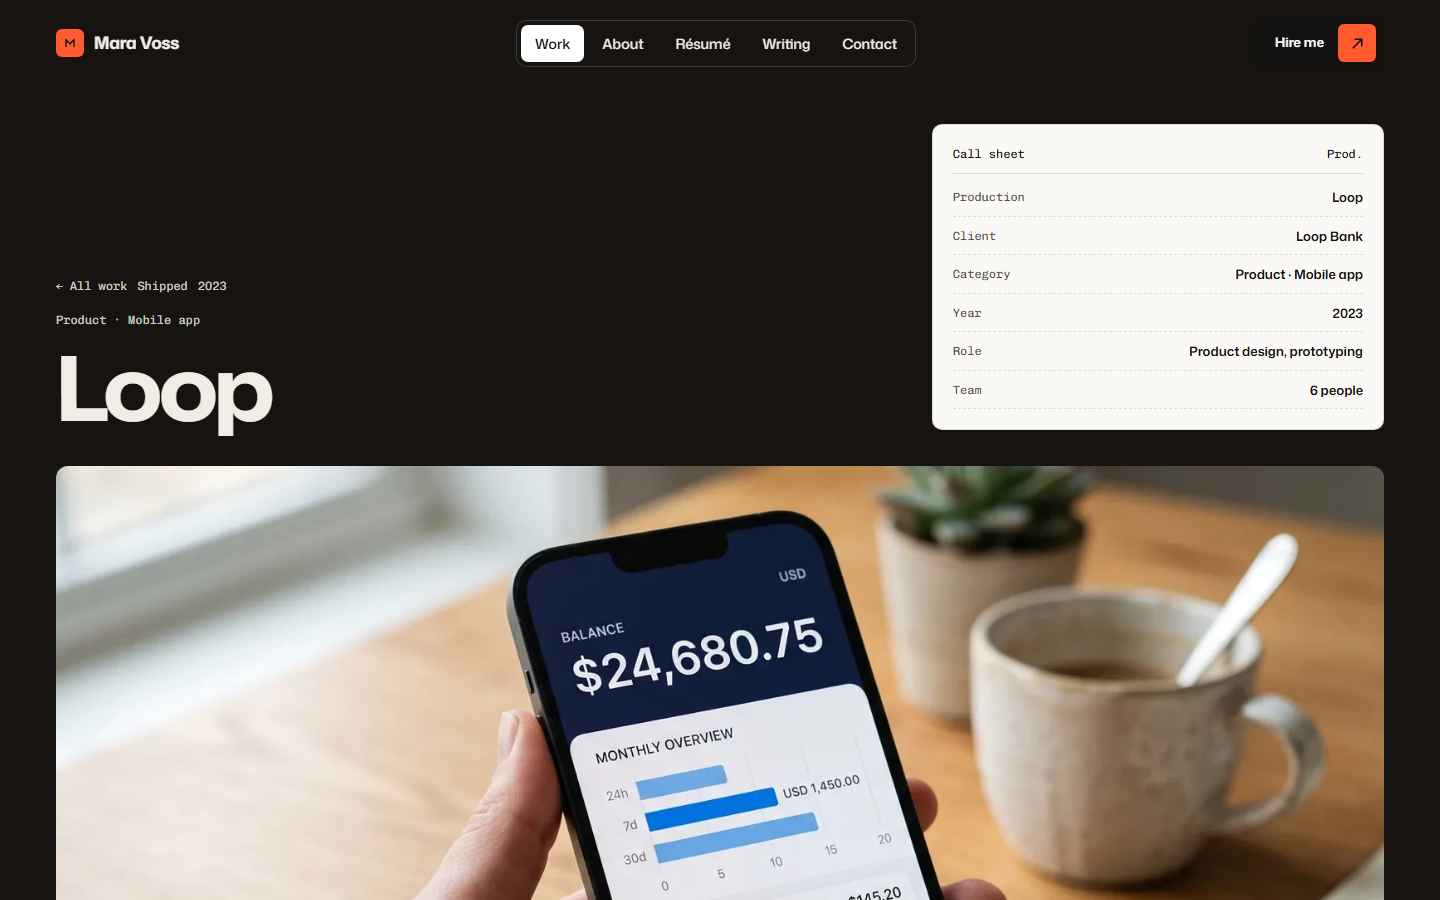 M Mara Voss
Work About Résumé Writing Contact
Hire me
Call sheet Prod.
Production Loop
Client Loop Bank
Category Product · Mobile app
Year 2023
Role Product design, prototyping
Team 6 people
← All work Shipped 2023
Product · Mobile app
Loop
USD
BALANCE
$24,680.75
MONTHLY OVERVIEW
24h
USD 1,450.00
7d
30d
0 5 10 15 20
$145.20